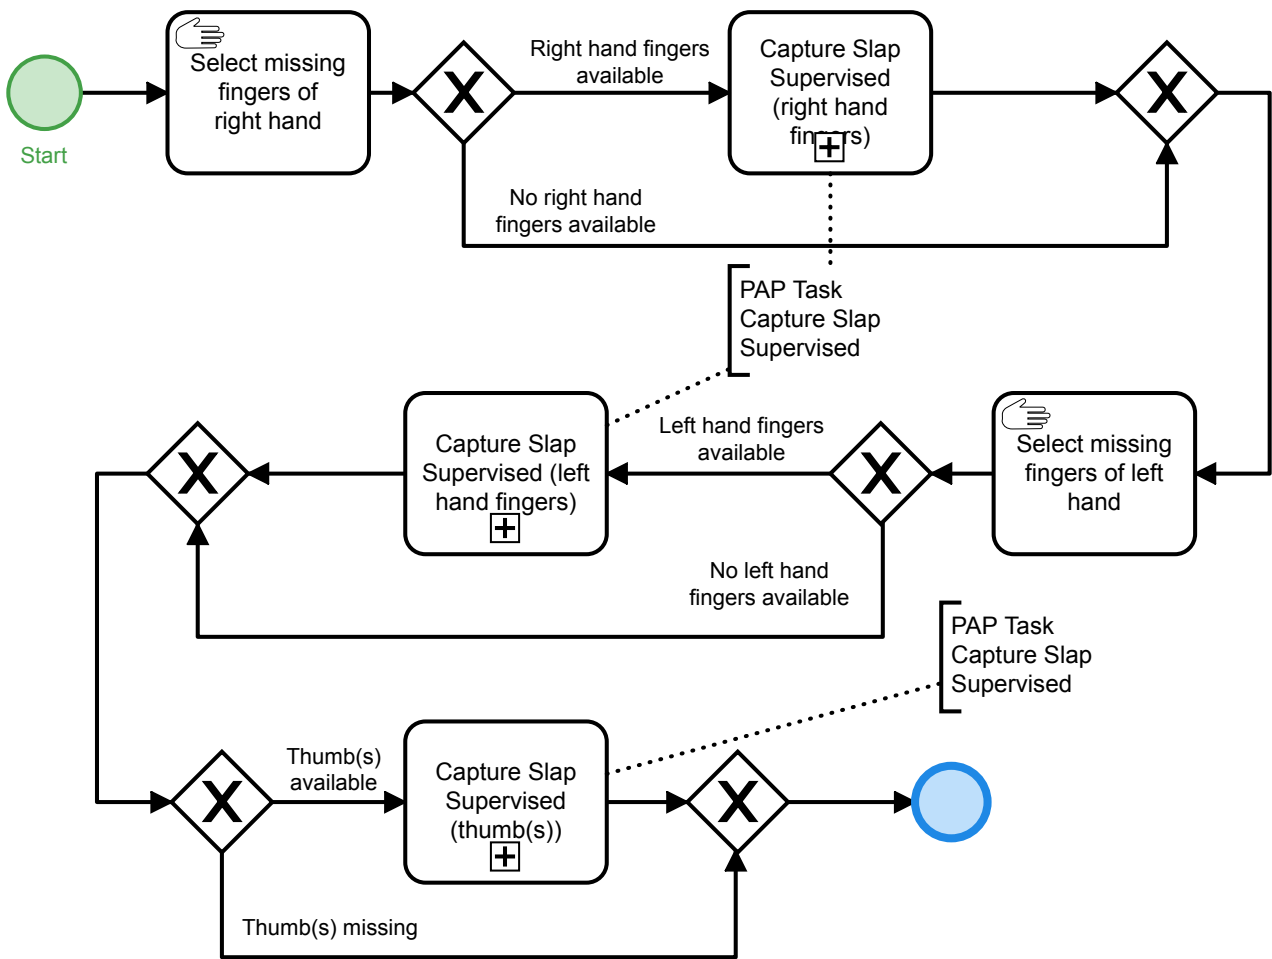 Start
Select missing
fingers of
right hand
Right hand fingers
available
Capture Slap
Supervised
(right hand
fingers)
No right hand
fingers available
PAP Task
Capture Slap
Supervised
Select missing
fingers of left
hand
Left hand fingers
available
Capture Slap
Supervised (left
hand fingers)
No left hand
fingers available
PAP Task
Capture Slap
Supervised
Thumb(s)
available
Capture Slap
Supervised
(thumb(s))
Thumb(s) missing